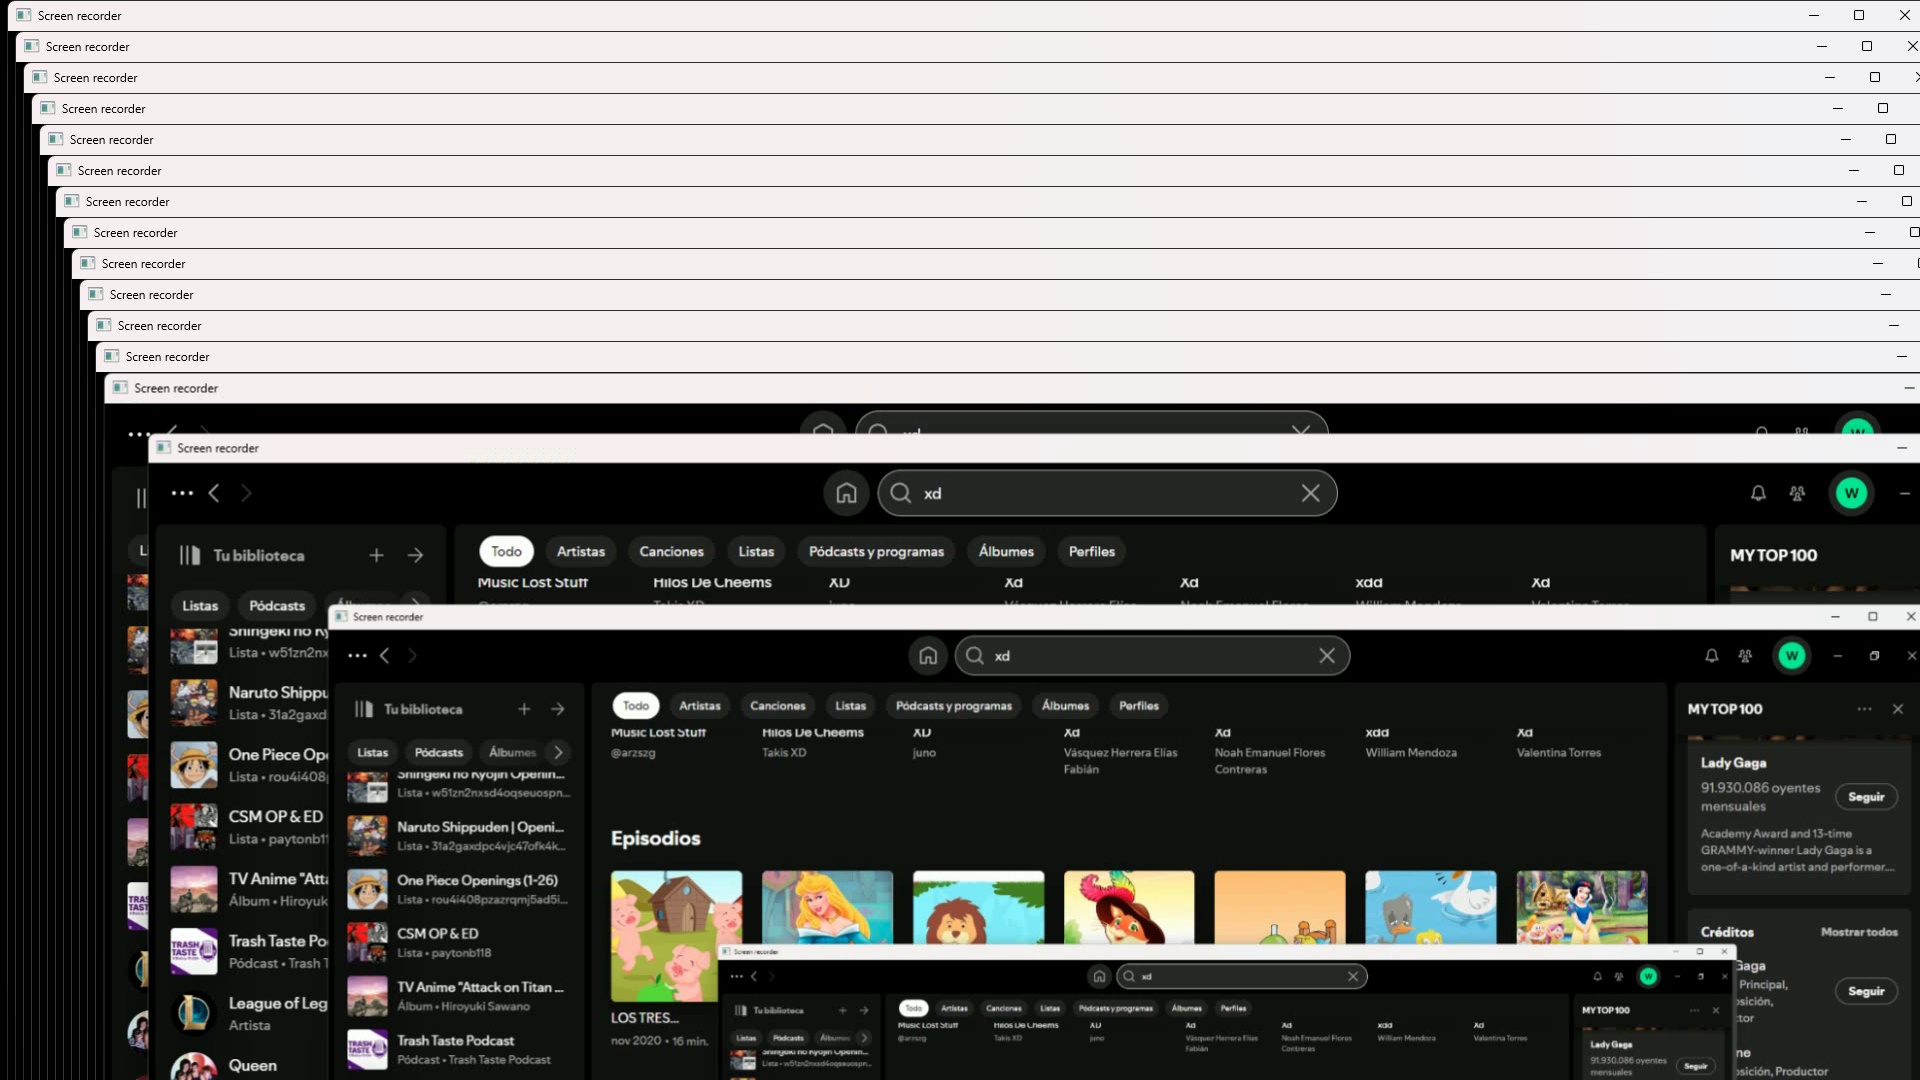 Screen recorder
Screen recorder
Screen recorder
Screen recorder
Screen recorder
Screen recorder
Screen recorder
Screen recorder
Screen recorder
Screen recorder
Screen recorder
Screen recorder
Screen recorder
Screen recorder
xd
W
Tu biblioteca
Todo Artistas Canciones Listas Pódcasts y programas Álbumes Perfiles
MY TOP 100
Music Lost Stuff Hilos De Cheems XD Xd Xd xdd Xd
Listas Pódcasts
Shingeki no Ky
Lista • w51zn2nx
Naruto Shippu
Lista • 31a2gaxd
One Piece Ope
Lista • rou4i408
CSM OP & ED
Lista • paytonb11
TV Anime "Atta
Álbum • Hiroyuk
Trash Taste Po
Pódcast • Trash T
League of Leg
Artista
Queen
Screen recorder
xd
W
Tu biblioteca
Todo Artistas Canciones Listas Pódcasts y programas Álbumes Perfiles
MY TOP 100
Listas Pódcasts Álbumes
Music Lost Stuff Hilos De Cheems XD Xd Xd xdd Xd
@arzszg Takis XD juno Vásquez Herrera Elías Noah Emanuel Flores William Mendoza Valentina Torres
Fabián Contreras
Shingeki no Kyojin Openin...
Lista • w51zn2nxsd4oqseuospn...
Naruto Shippuden | Openi...
Lista • 31a2gaxdpc4vjc47ofk4k...
One Piece Openings (1-26)
Lista • rou4i408pzazrqmj5ad5i...
CSM OP & ED
Lista • paytonb118
TV Anime "Attack on Titan ...
Álbum • Hiroyuki Sawano
Trash Taste Podcast
Pódcast • Trash Taste Podcast
TRASH TASTE
Episodios
LOS TRES...
nov 2020 • 16 min.
Lady Gaga
91.930.086 oyentes
mensuales
Seguir
Academy Award and 13-time
GRAMMY-winner Lady Gaga is a
one-of-a-kind artist and performer....
Créditos Mostrar todos
Gaga
Principal,
osición,
tor
Seguir
ne
osición, Productor
Screen recorder
xd
W
Tu biblioteca
Todo Artistas Canciones Listas Pódcasts y programas Álbumes Perfiles
MY TOP 100
Listas Pódcasts Álbumes
Music Lost Stuff Hilos De Cheems XD Xd Xd xdd Xd
@arzszg Takis XD juno Vásquez Herrera Elías Noah Emanuel Flores William Mendoza Valentina Torres
Fabián Contreras
Shingeki no Kyojin Openin...
Lista • w51zn2nxsd4oqseuospn...
Lady Gaga
91.930.086 oyentes
mensuales
Seguir